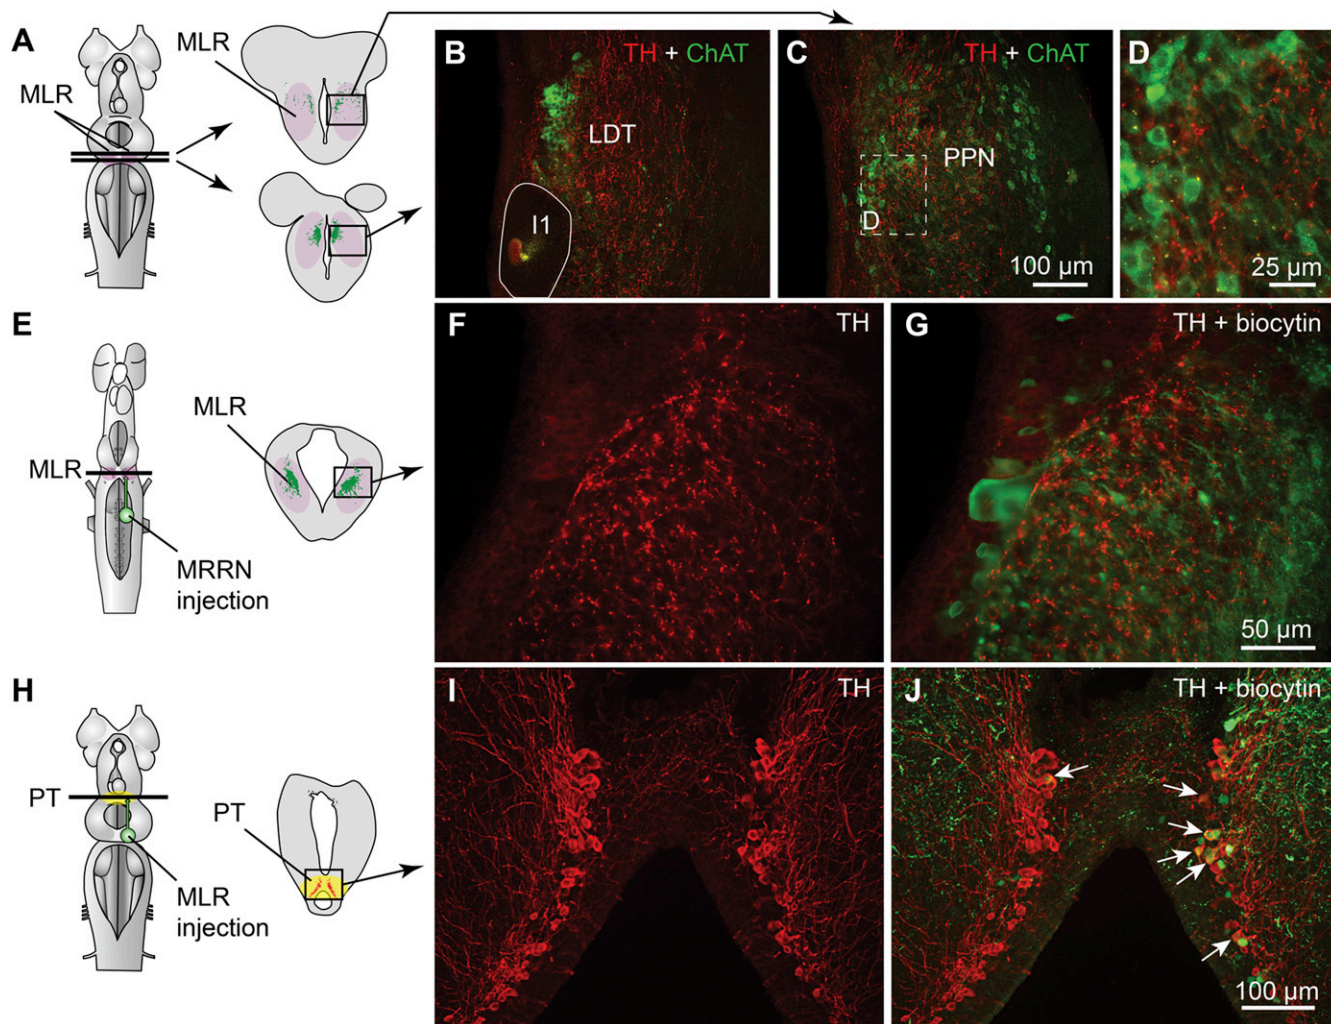 A
MLR
MLR
B
TH + ChAT
LDT
I1
C
TH + ChAT
PPN
D
100 µm
D
25 µm
E
MLR
MLR
MRRN
injection
F
TH
G
TH + biocytin
50 µm
H
PT
PT
MLR
injection
I
TH
J
TH + biocytin
100 µm